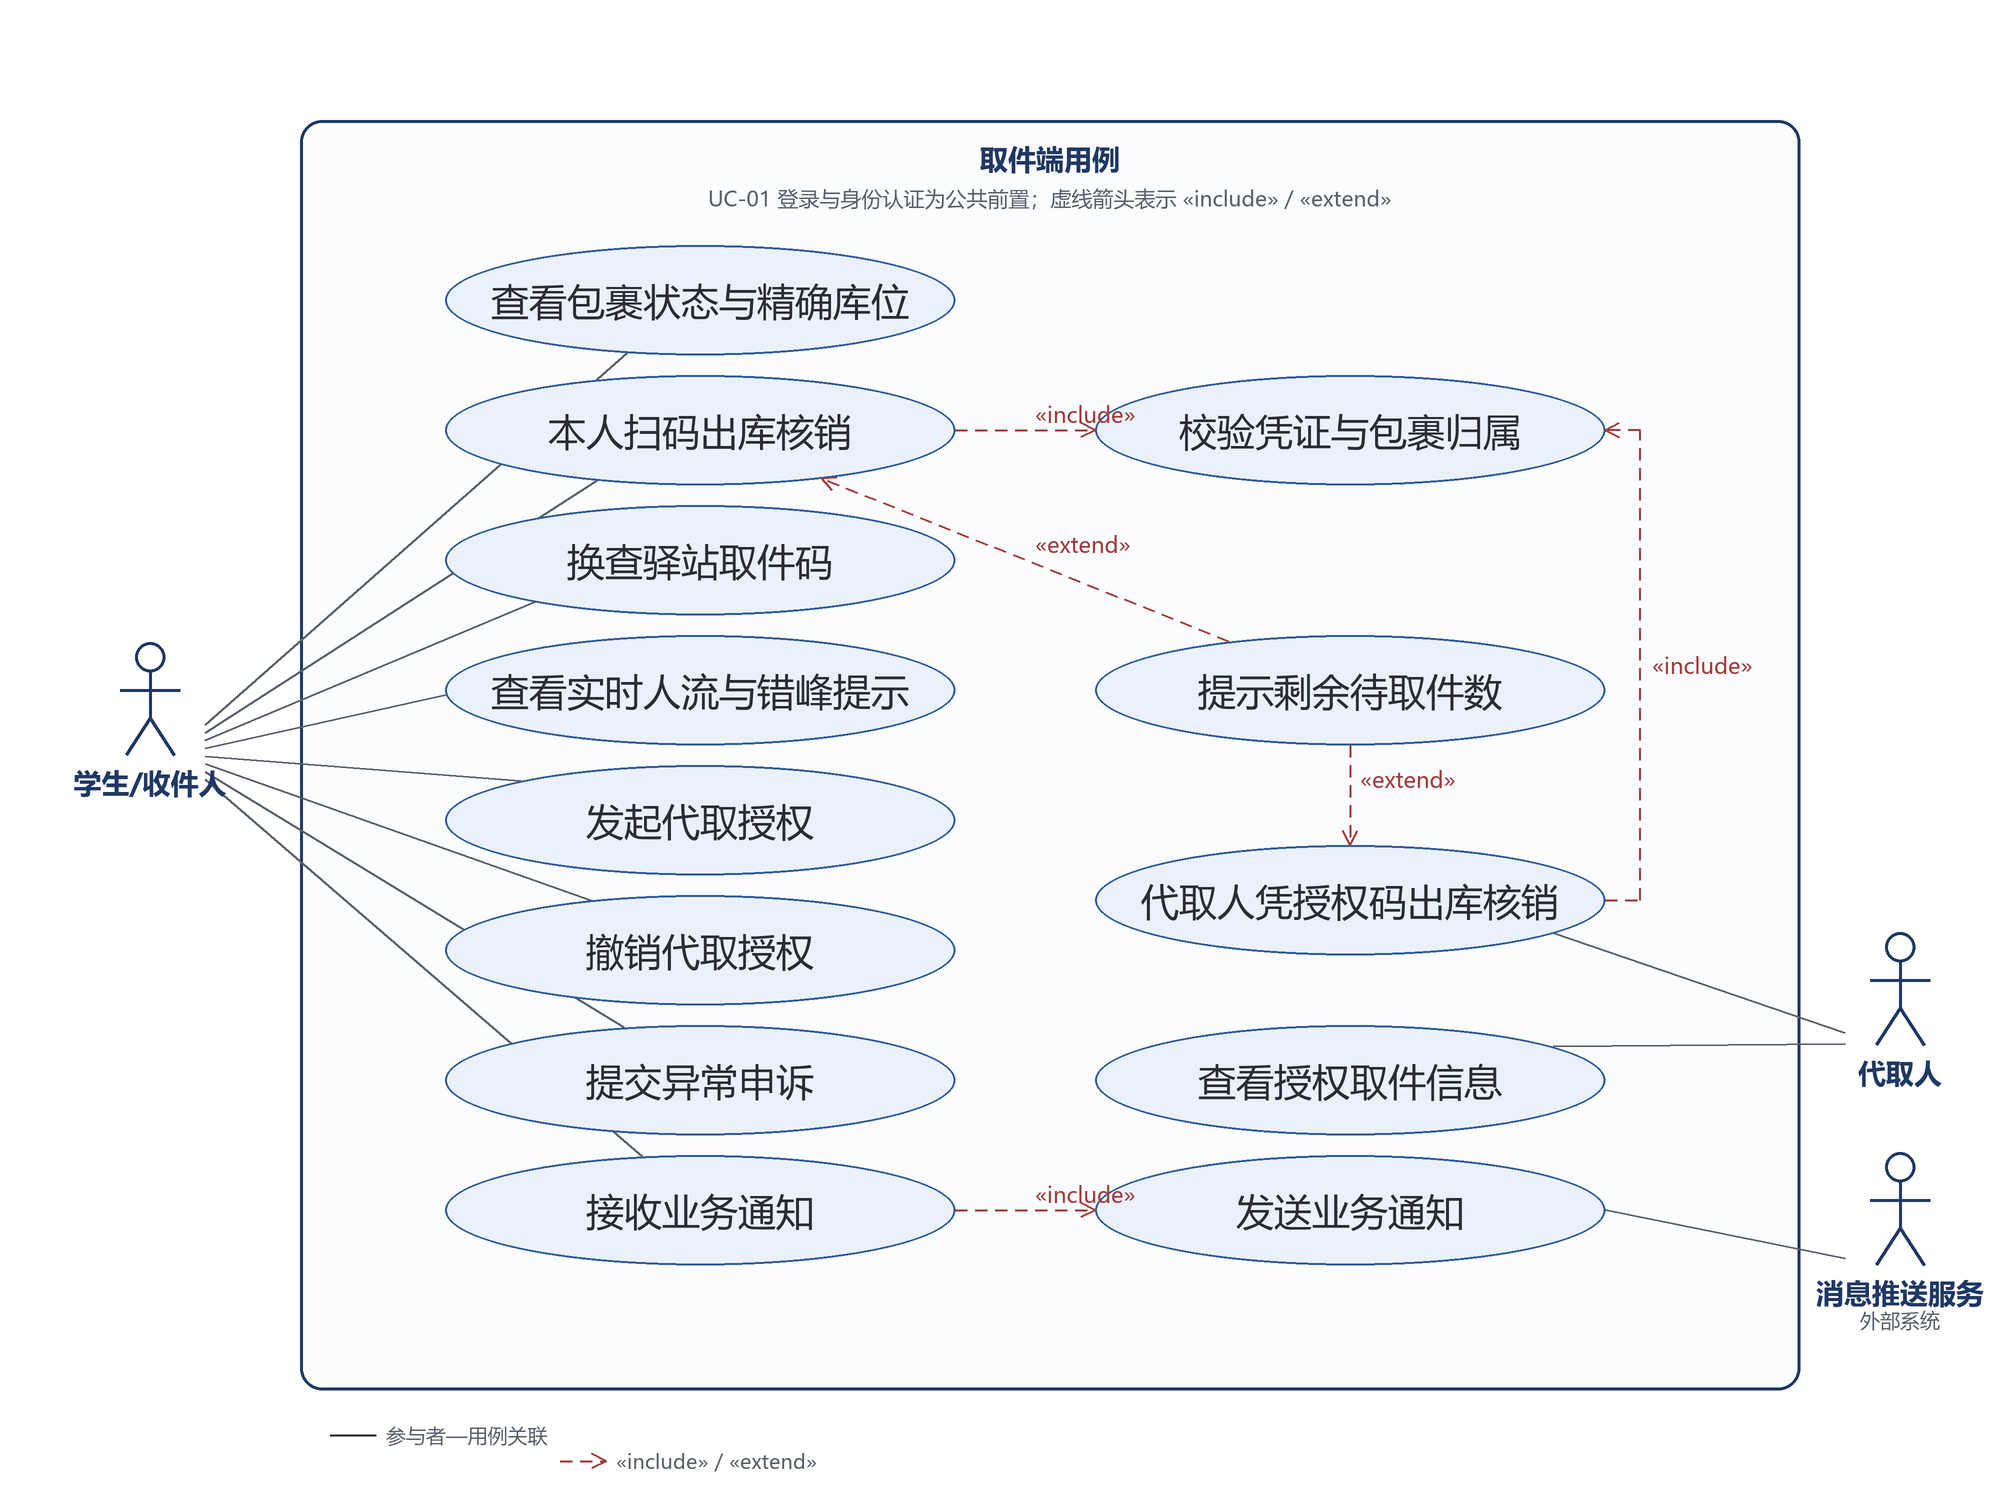 取件端用例
UC-01 登录与身份认证为公共前置；虚线箭头表示 «include» / «extend»
查看包裹状态与精确库位
本人扫码出库核销
«include»
校验凭证与包裹归属
«extend»
换查驿站取件码
查看实时人流与错峰提示
提示剩余待取件数
«include»
学生/收件人
«extend»
发起代取授权
代取人凭授权码出库核销
撤销代取授权
代取人
提交异常申诉
查看授权取件信息
接收业务通知
«include»
发送业务通知
消息推送服务
外部系统
参与者—用例关联
«include» / «extend»